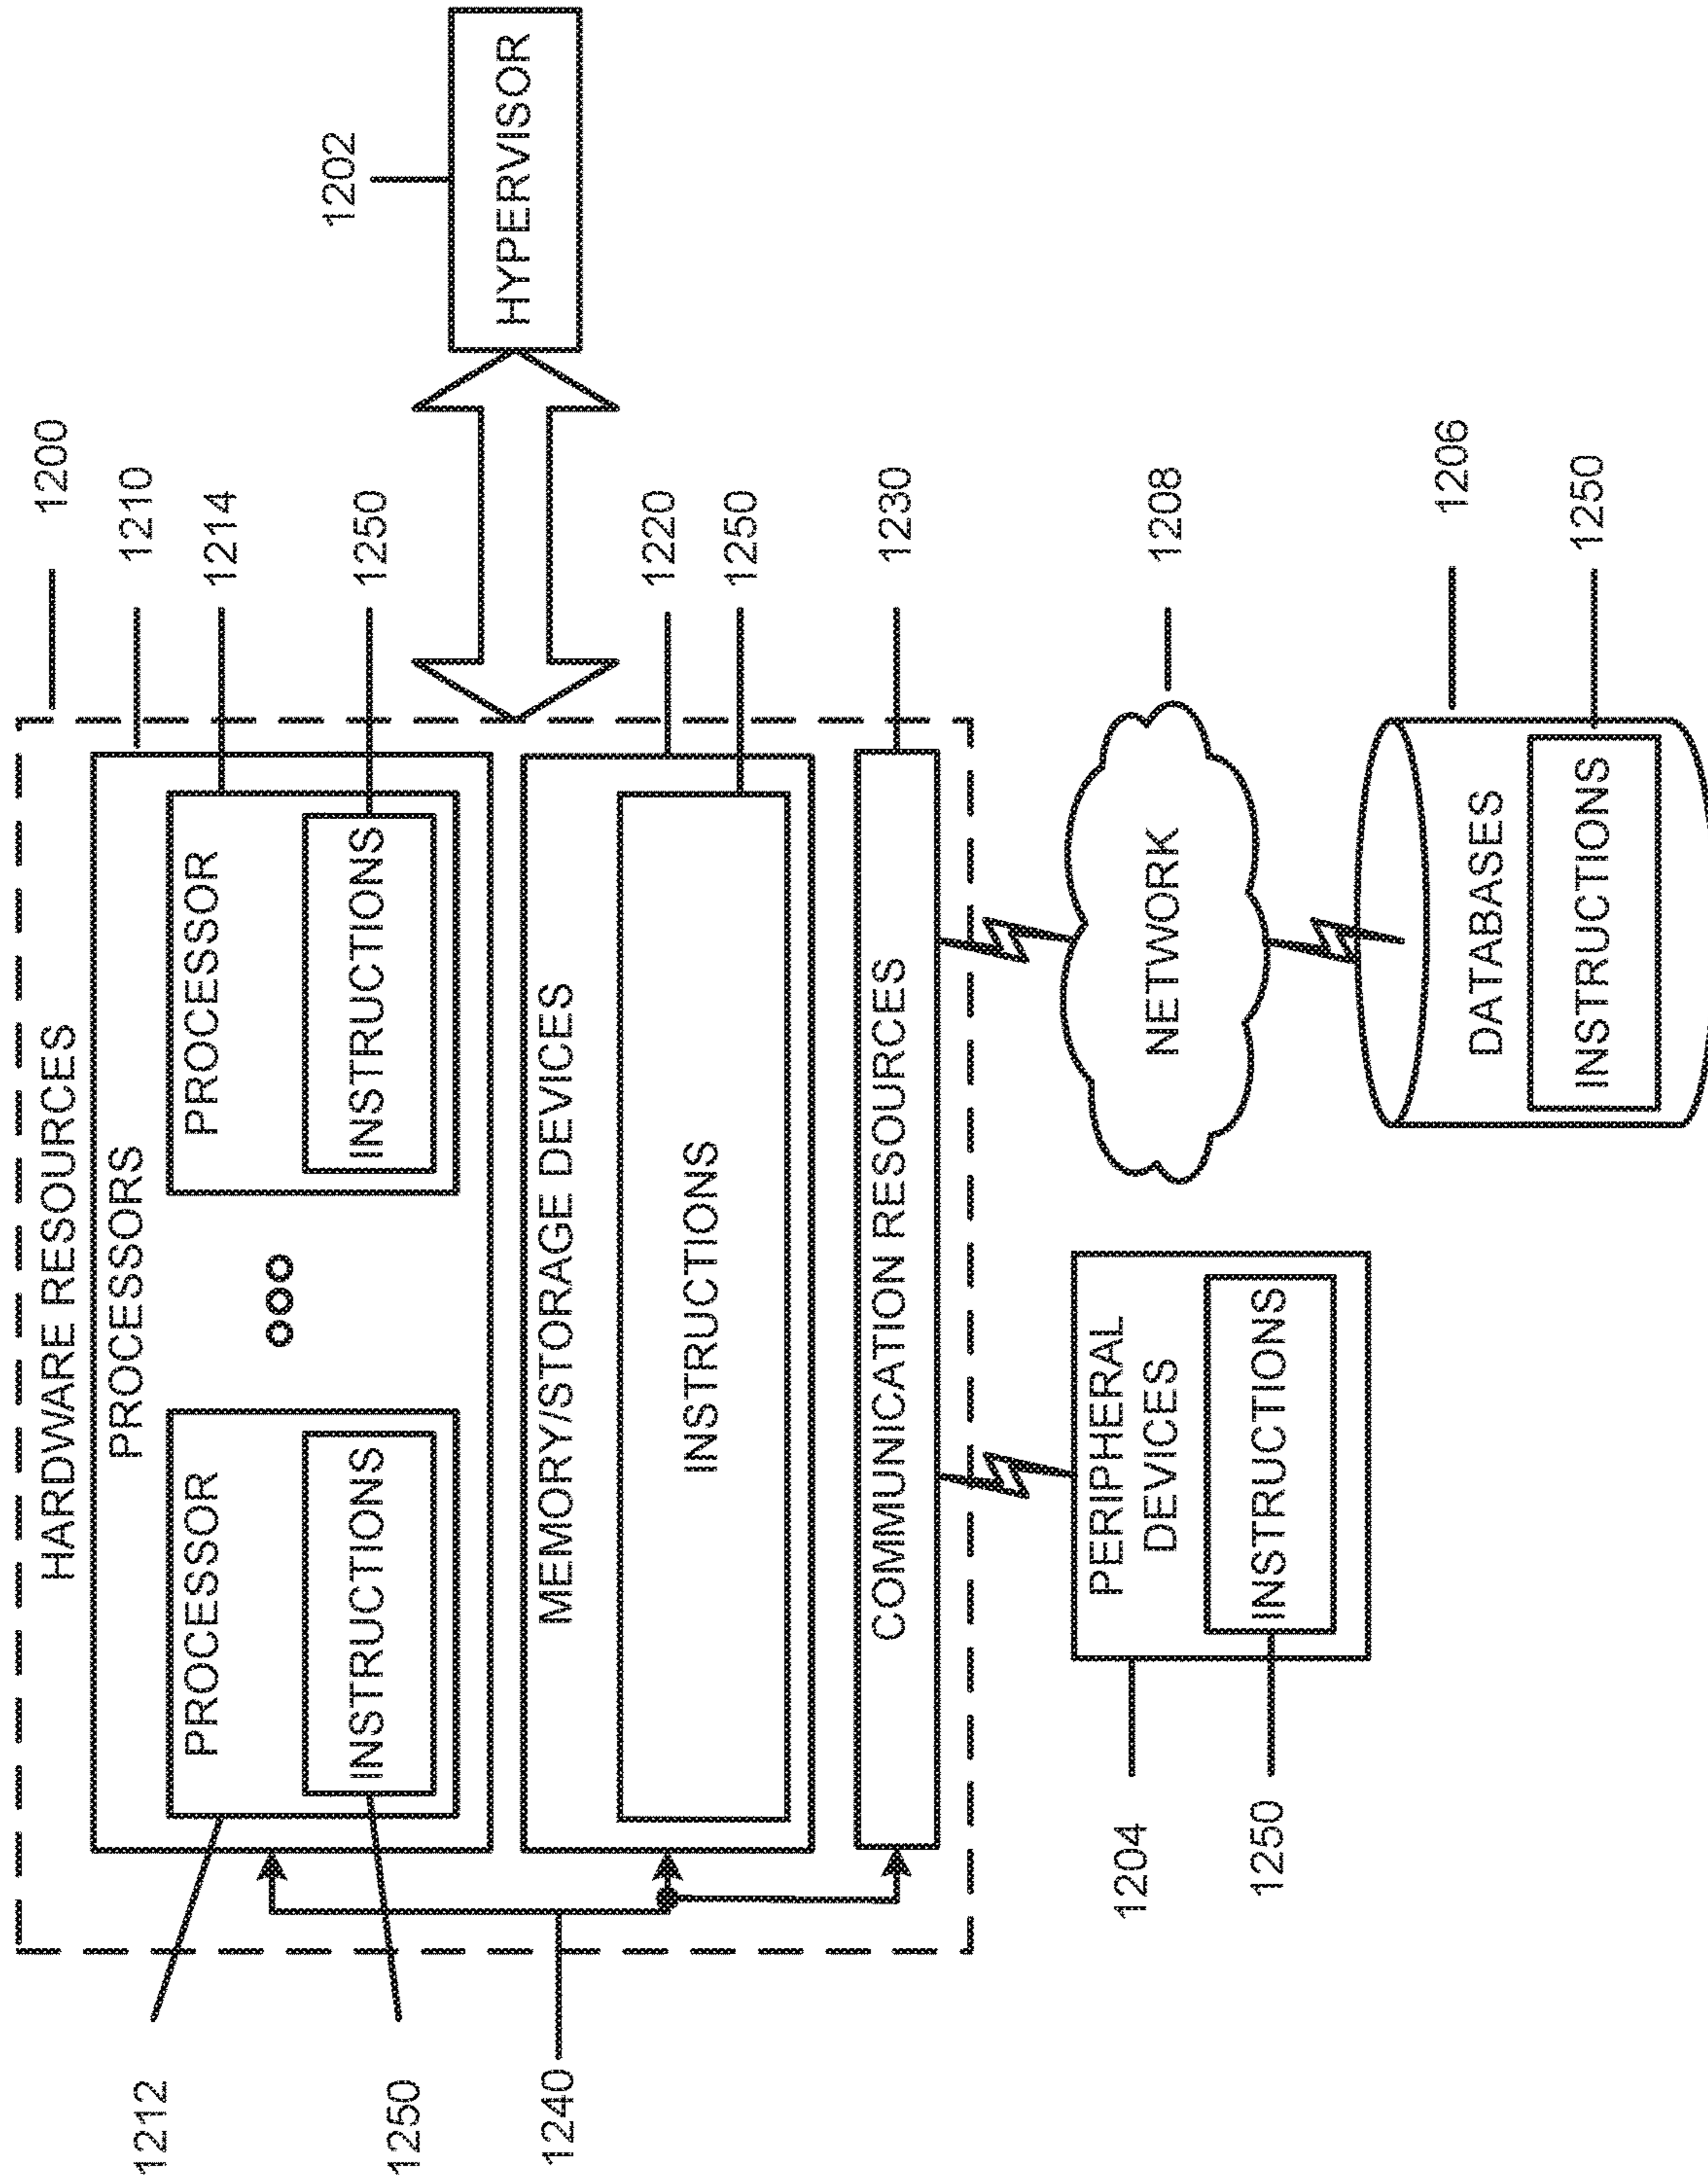 HARDWARE RESOURCES
1200
PROCESSORS
1210
PROCESSOR
PROCESSOR
1214
INSTRUCTIONS
INSTRUCTIONS
1250
1212
1250
1202
HYPERVISOR
MEMORY/STORAGE DEVICES
1220
INSTRUCTIONS
1250
1240
COMMUNICATION RESOURCES
1230
PERIPHERAL
DEVICES
INSTRUCTIONS
1204
1250
NETWORK
1208
DATABASES
1206
INSTRUCTIONS
1250